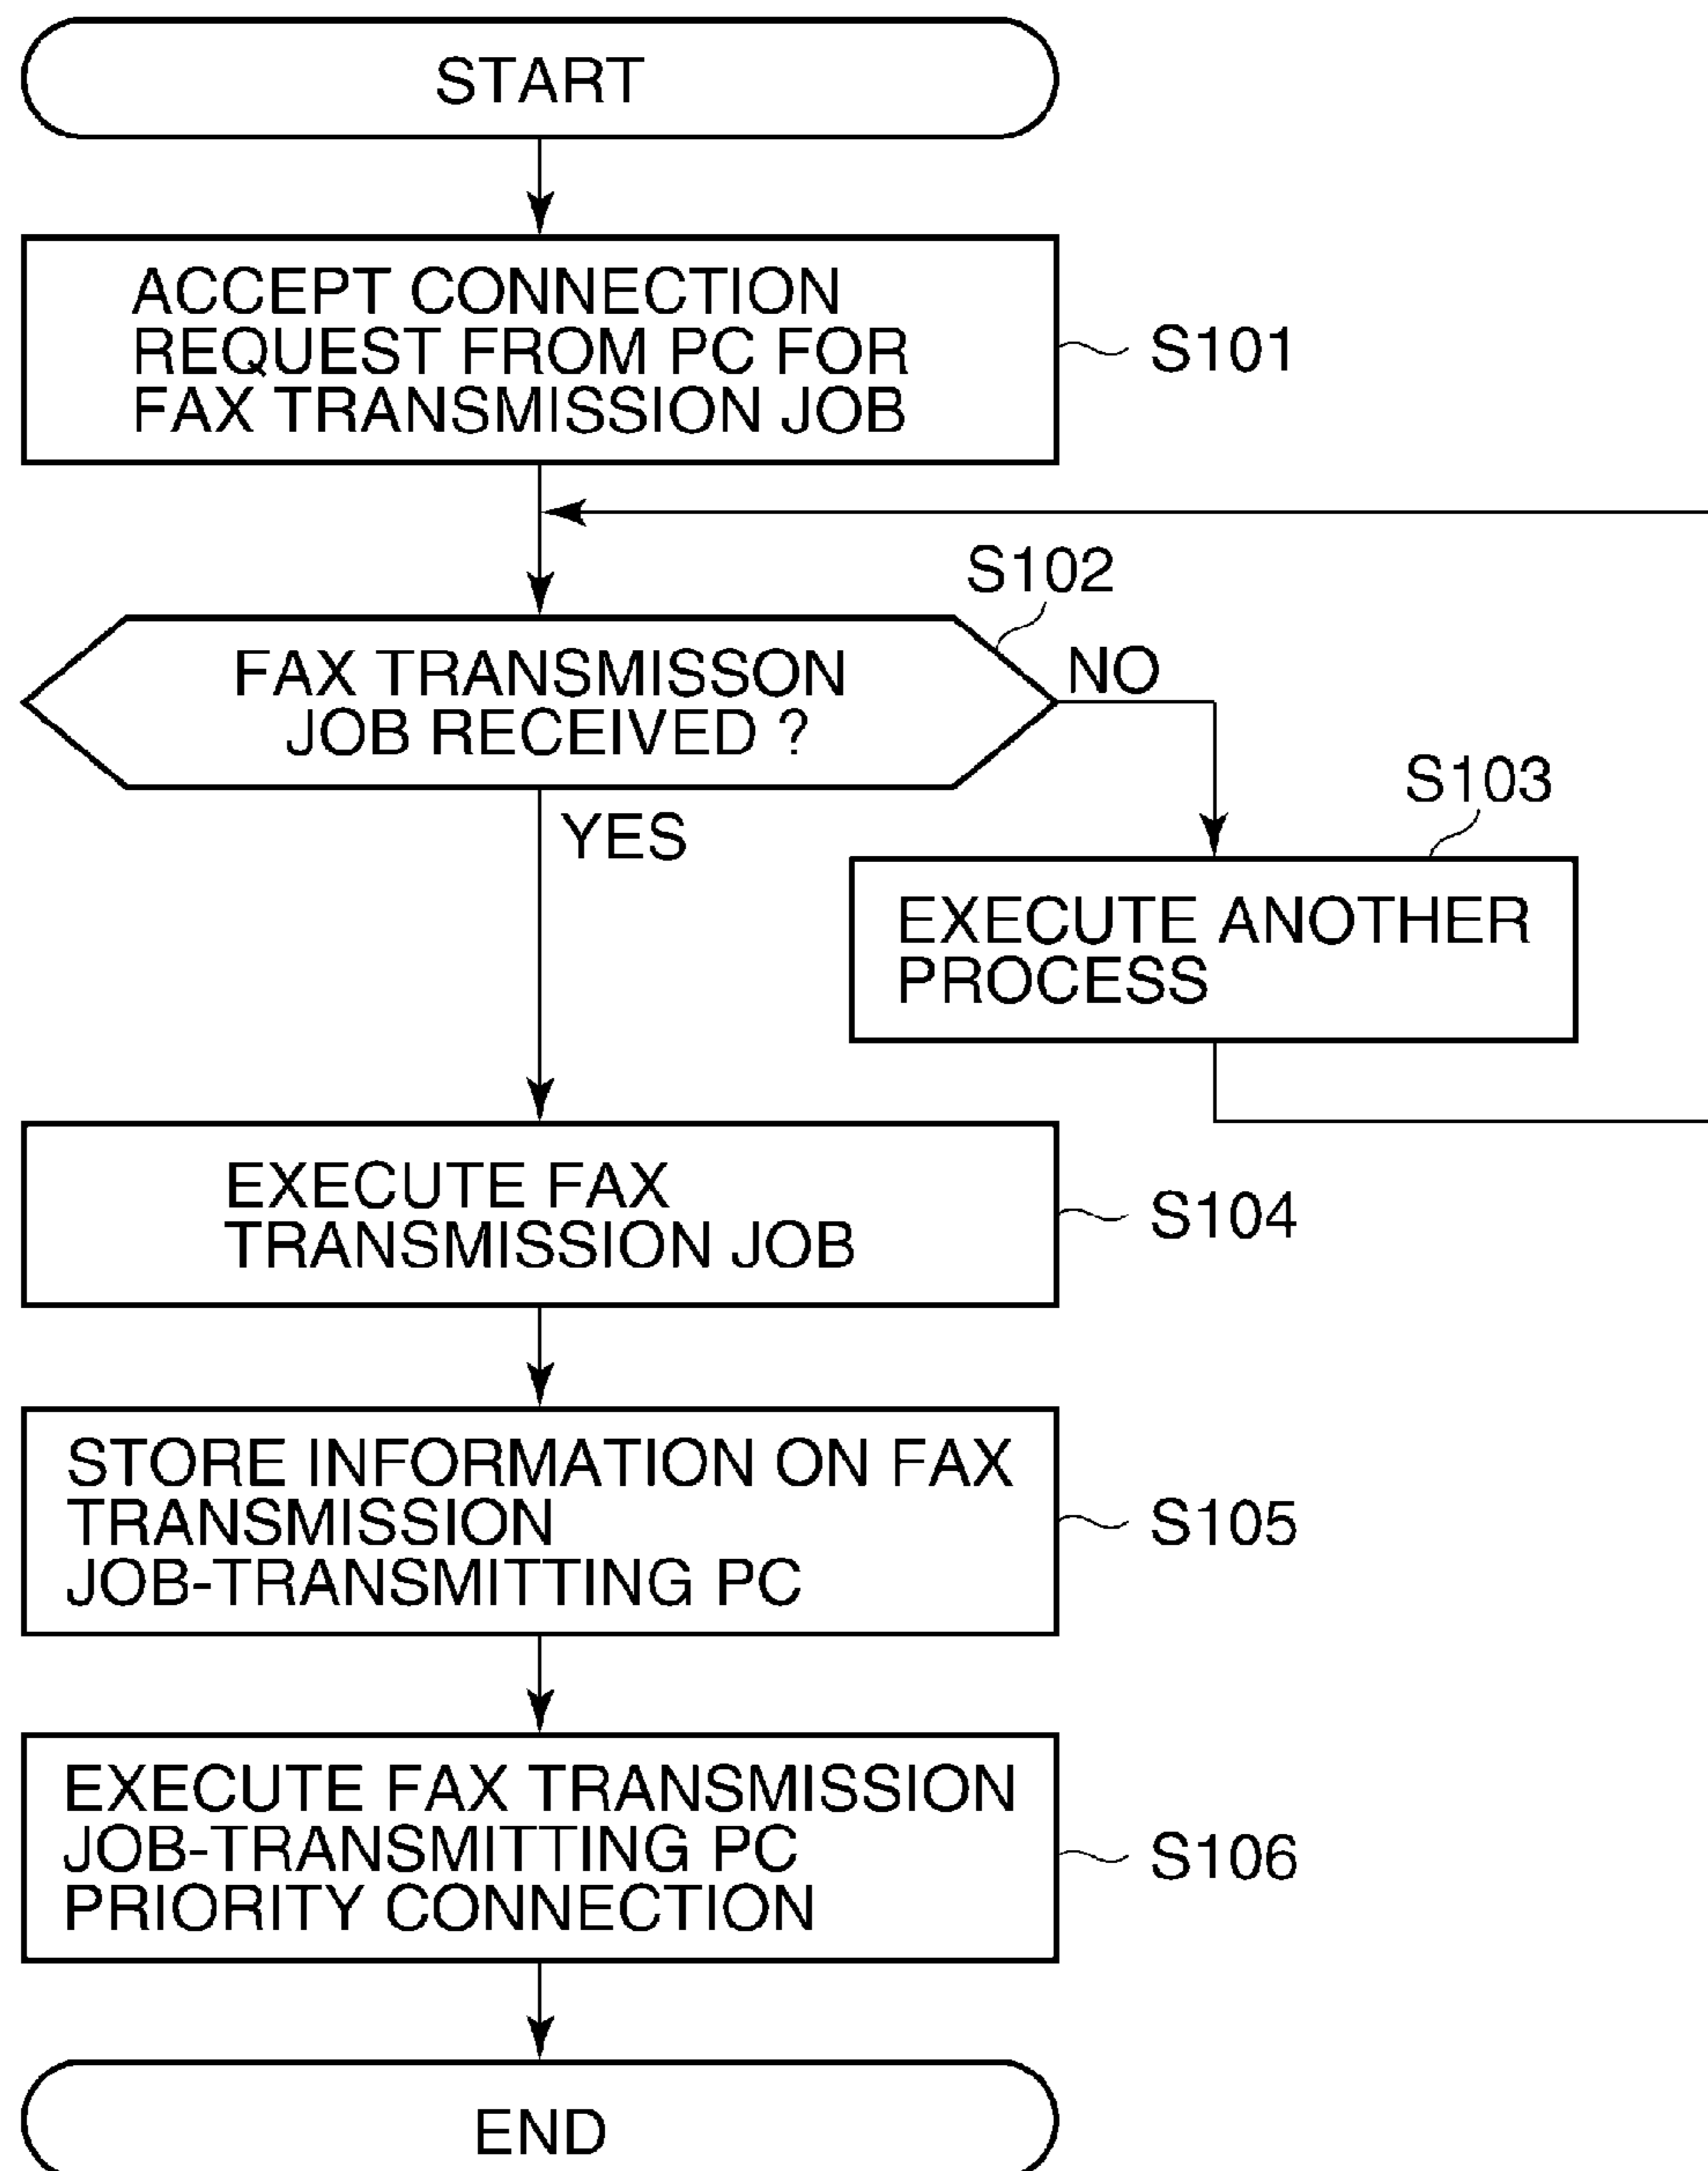 START
ACCEPT CONNECTION
REQUEST FROM PC FOR
FAX TRANSMISSION JOB
S101
S102
FAX TRANSMISSON
JOB RECEIVED ?
NO
YES
S103
EXECUTE ANOTHER
PROCESS
EXECUTE FAX
TRANSMISSION JOB
S104
STORE INFORMATION ON FAX
TRANSMISSION
JOB-TRANSMITTING PC
S105
EXECUTE FAX TRANSMISSION
JOB-TRANSMITTING PC
PRIORITY CONNECTION
S106
END